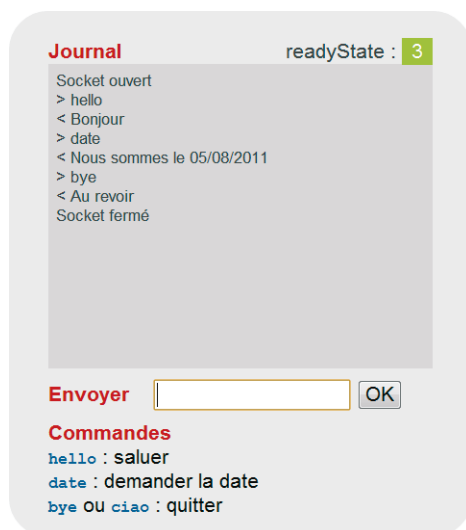 Journal readyState : 3
Socket ouvert
> hello
< Bonjour
> date
< Nous sommes le 05/08/2011
> bye
< Au revoir
Socket fermé
Envoyer OK
Commandes
hello : saluer
date : demander la date
bye ou ciao : quitter